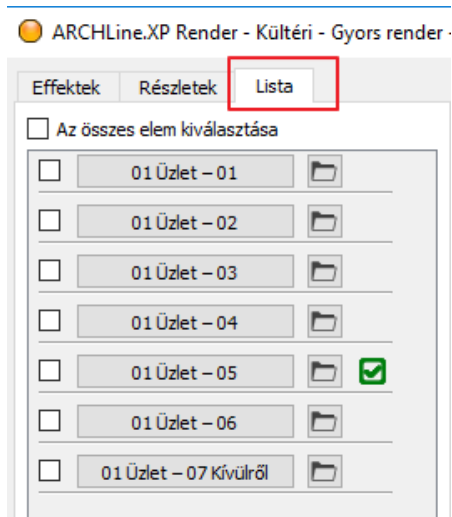 ARCHLine.XP Render - Kültéri - Gyors render -
Effektek Részletek Lista
Az összes elem kiválasztása
01 Üzlet – 01
01 Üzlet – 02
01 Üzlet – 03
01 Üzlet – 04
01 Üzlet – 05
01 Üzlet – 06
01 Üzlet – 07 Kívülről